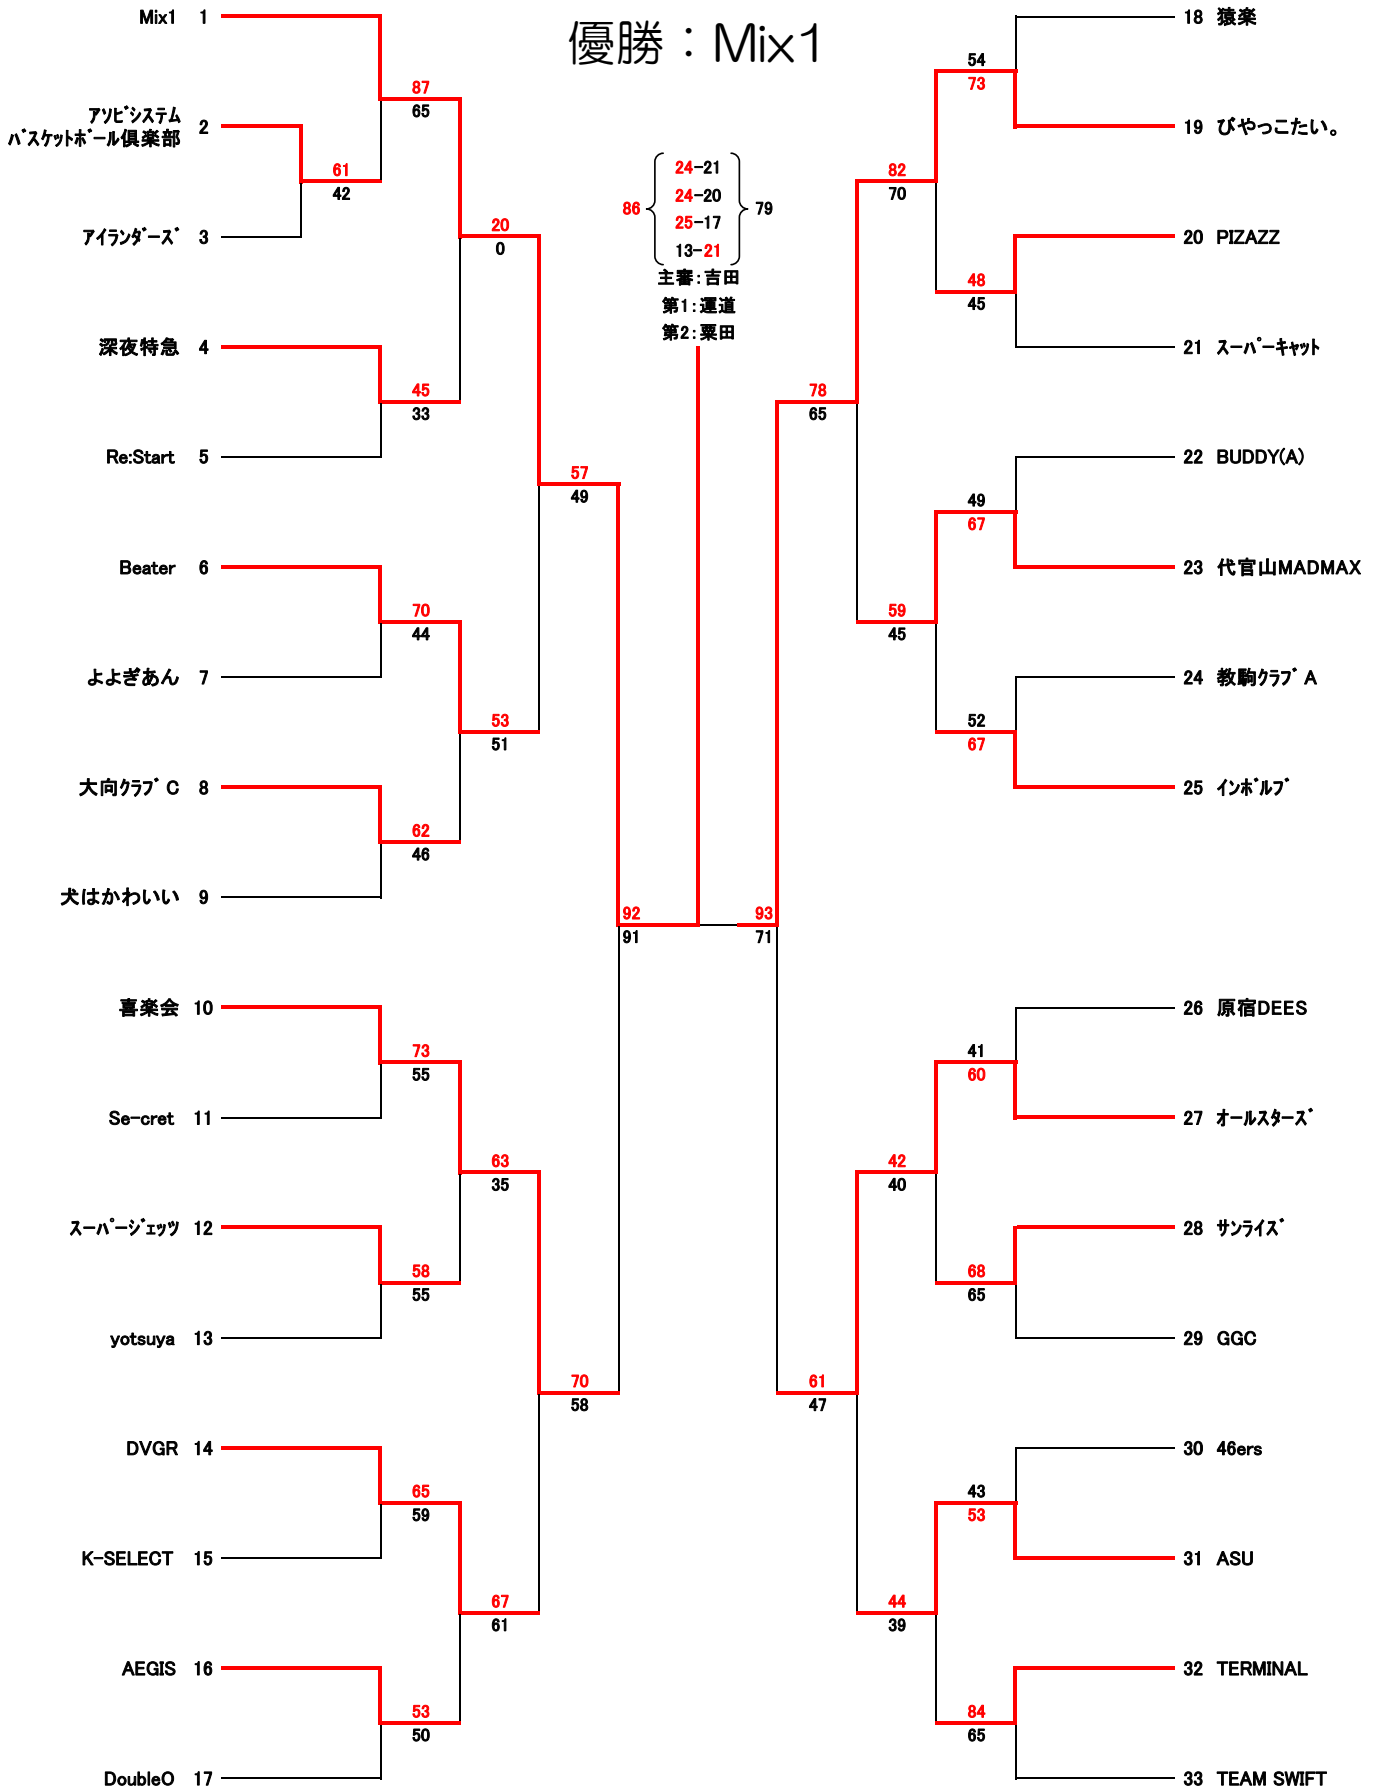 優勝：Mix1
Mix1 1
87
65
アソビシステム
バスケットボール倶楽部 2
61
42
アイランダーズ 3
20
0
深夜特急 4
45
33
Re:Start 5
57
49
Beater 6
70
44
よよぎあん 7
53
51
大向クラブC 8
62
46
犬はかわいい 9
92
91
喜楽会 10
73
55
Se-cret 11
63
35
スーパージェッツ 12
58
55
yotsuya 13
70
58
DVGR 14
65
59
K-SELECT 15
67
61
AEGIS 16
53
50
DoubleO 17
24-21
24-20
86 79
25-17
13-21
主審:吉田
第1:運道
第2:粟田
18 猿楽
54
73
19 びやっこたい。
82
70
20 PIZAZZ
48
45
21 スーパーキャット
78
65
22 BUDDY(A)
49
67
23 代官山MADMAX
59
45
24 教駒クラブA
52
67
25 インボルブ
93
71
26 原宿DEES
41
60
27 オールスターズ
42
40
28 サンライズ
68
65
29 GGC
61
47
30 46ers
43
53
31 ASU
44
39
32 TERMINAL
84
65
33 TEAM SWIFT